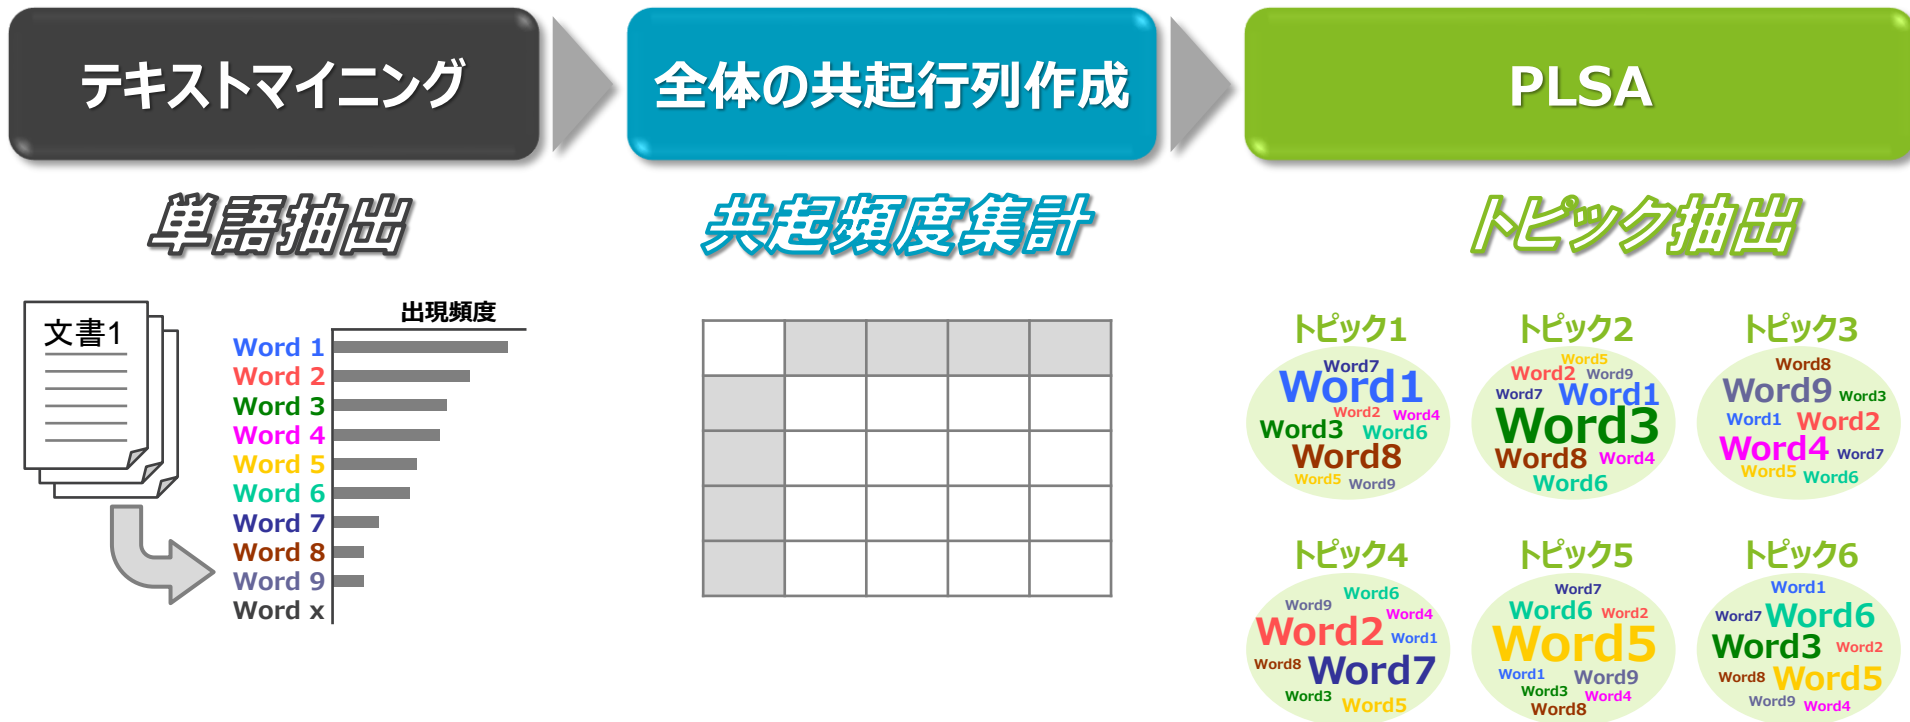 テキストマイニング
全体の共起行列作成
PLSA
単語抽出
共起頻度集計
トピック抽出
文書1
出現頻度
Word 1
Word 2
Word 3
Word 4
Word 5
Word 6
Word 7
Word 8
Word 9
Word x
トピック1
Word7
Word1
Word2 Word4
Word3 Word6
Word8
Word5 Word9
トピック2
Word5
Word2 Word9
Word7 Word1
Word3
Word8 Word4
Word6
トピック3
Word8
Word9 Word3
Word1 Word2
Word4 Word7
Word5 Word6
トピック4
Word6
Word9 Word4
Word2 Word1
Word8 Word7
Word3 Word5
トピック5
Word7
Word6 Word2
Word5
Word1 Word9
Word3 Word4
Word8
トピック6
Word1
Word7 Word6
Word3 Word2
Word8 Word5
Word9 Word4